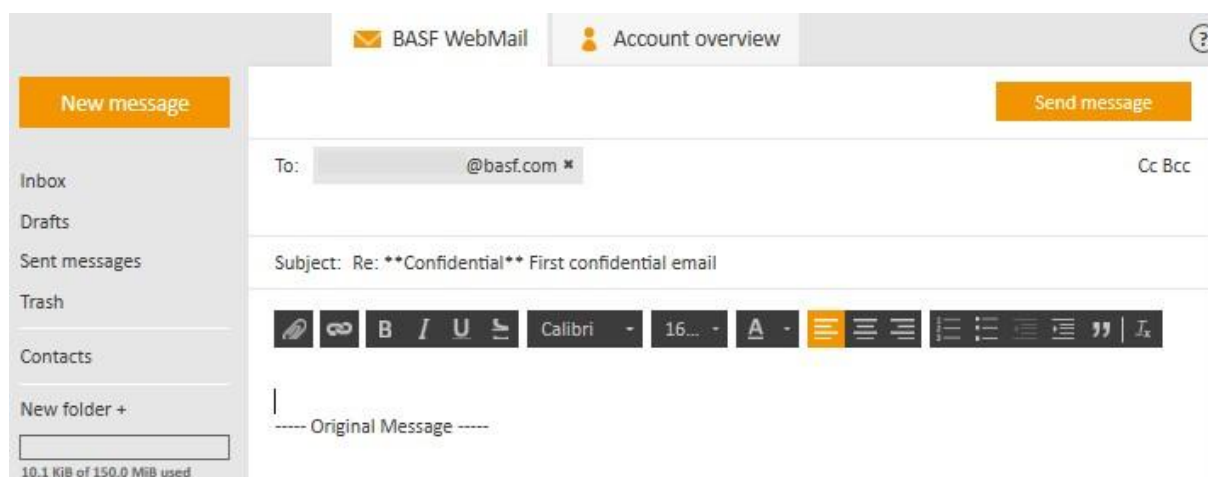 BASF WebMail
Account overview
?
New message
Send message
To: @basf.com ✖
Cc Bcc
Inbox
Drafts
Sent messages
Trash
Contacts
New folder +
10.1 KiB of 150.0 MiB used
Subject: Re: **Confidential** First confidential email
B I U S Calibri 16... A Ix
----- Original Message -----